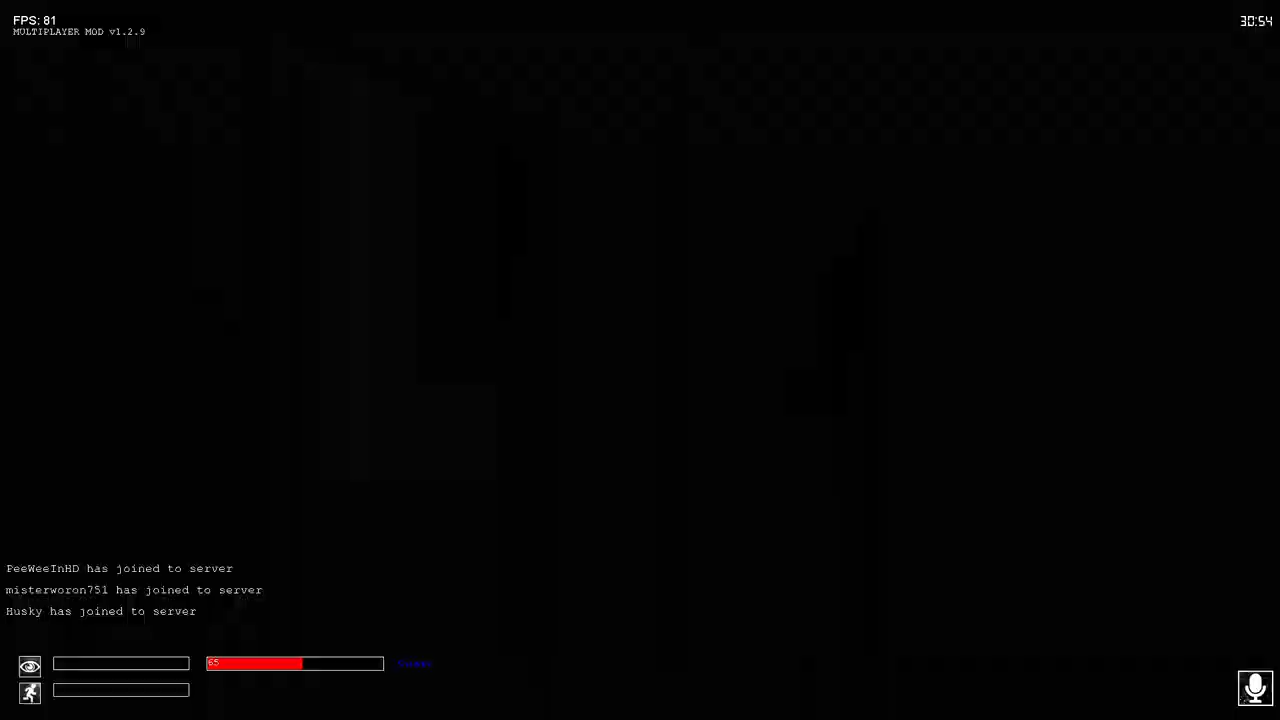 FPS: 81
30:54
MULTIPLAYER MOD v1.2.9
PeeWeeInHD has joined to server
misterworon751 has joined to server
Husky has joined to server
65